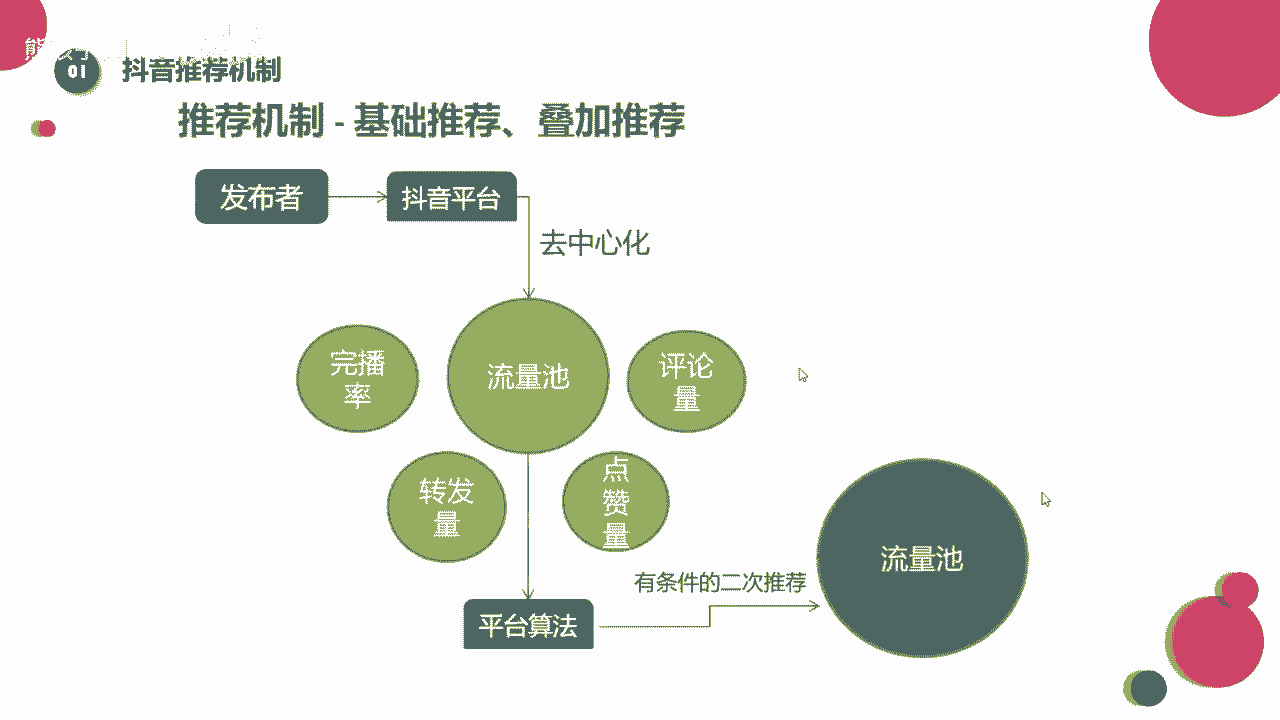 01
抖音推荐机制
推荐机制 - 基础推荐、叠加推荐
发布者
抖音平台
去中心化
完播
率
流量池
评论
量
转发
量
点
赞
量
有条件的二次推荐
流量池
平台算法